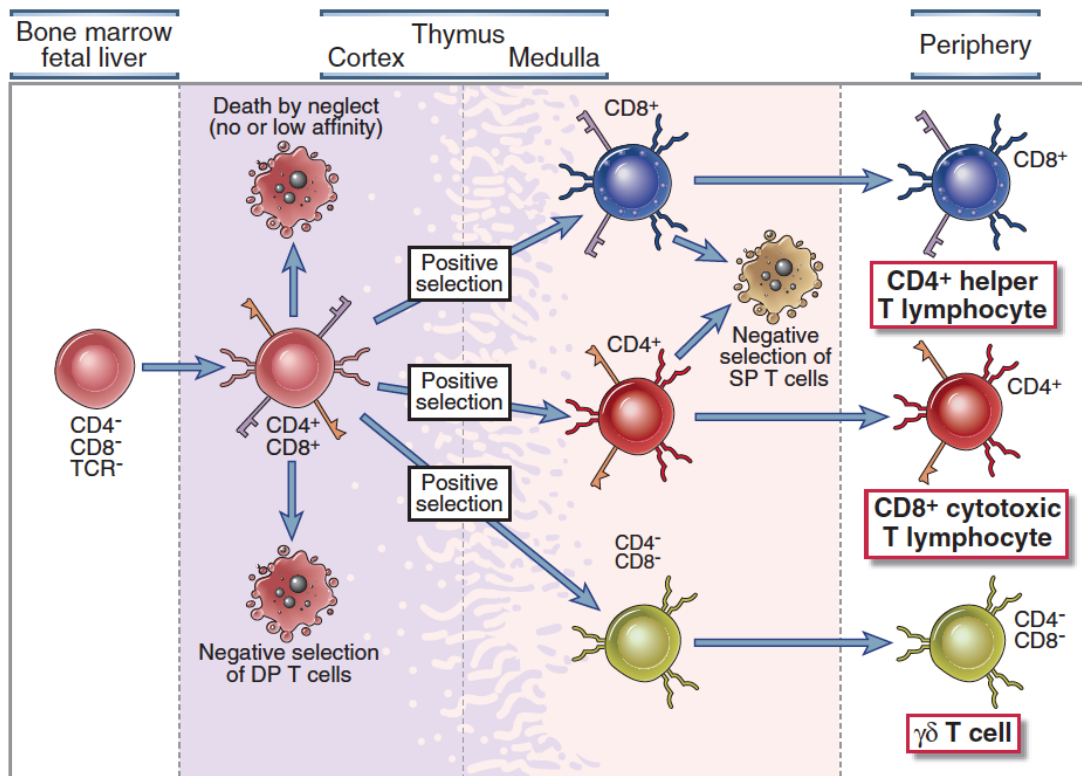 Bone marrow
fetal liver
Thymus
Cortex
Medulla
Periphery
Death by neglect
(no or low affinity)
CD8⁺
CD8⁺
Positive
selection
CD4⁺ helper
T lymphocyte
Negative
selection of
SP T cells
CD4⁻
CD8⁻
TCR⁻
CD4⁺
CD8⁺
Positive
selection
CD4⁺
CD4⁺
Positive
selection
CD8⁺ cytotoxic
T lymphocyte
Negative selection
of DP T cells
CD4⁻
CD8⁻
CD4⁻
CD8⁻
γδ T cell